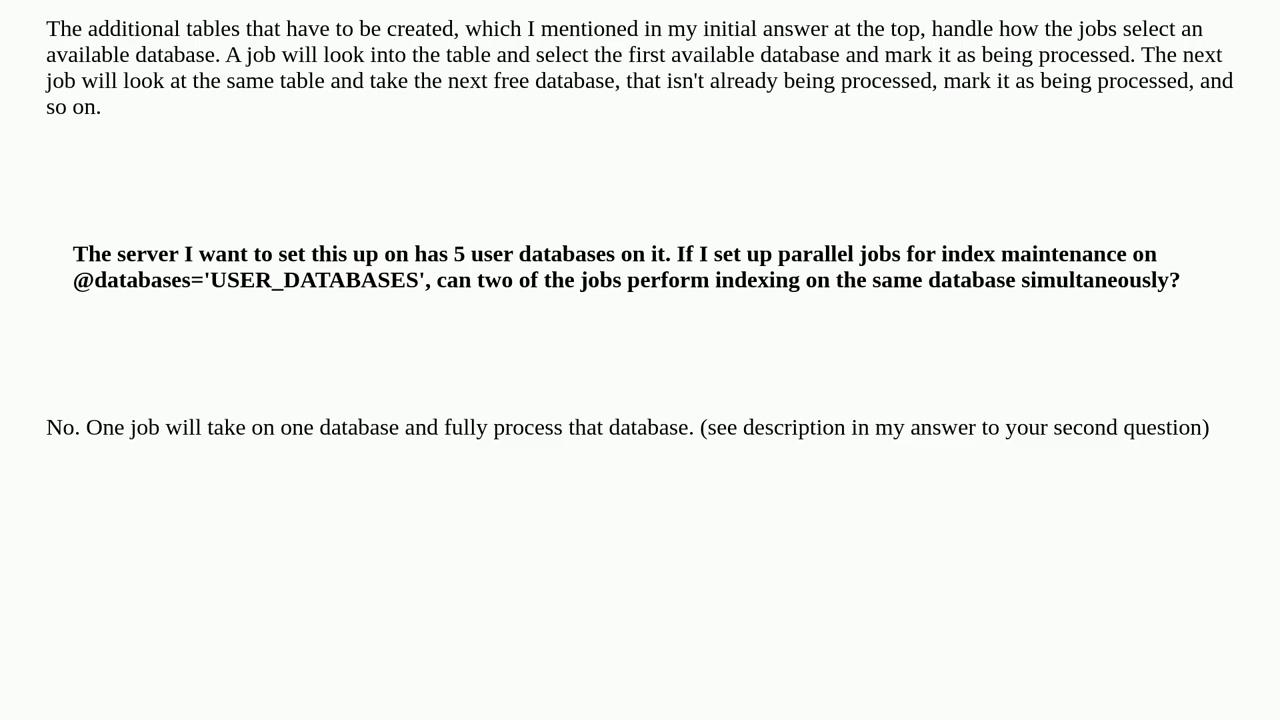 The additional tables that have to be created, which I mentioned in my initial answer at the top, handle how the jobs select an
available database. A job will look into the table and select the first available database and mark it as being processed. The next
job will look at the same table and take the next free database, that isn't already being processed, mark it as being processed, and
so on.
The server I want to set this up on has 5 user databases on it. If I set up parallel jobs for index maintenance on
@databases='USER_DATABASES', can two of the jobs perform indexing on the same database simultaneously?
No. One job will take on one database and fully process that database. (see description in my answer to your second question)